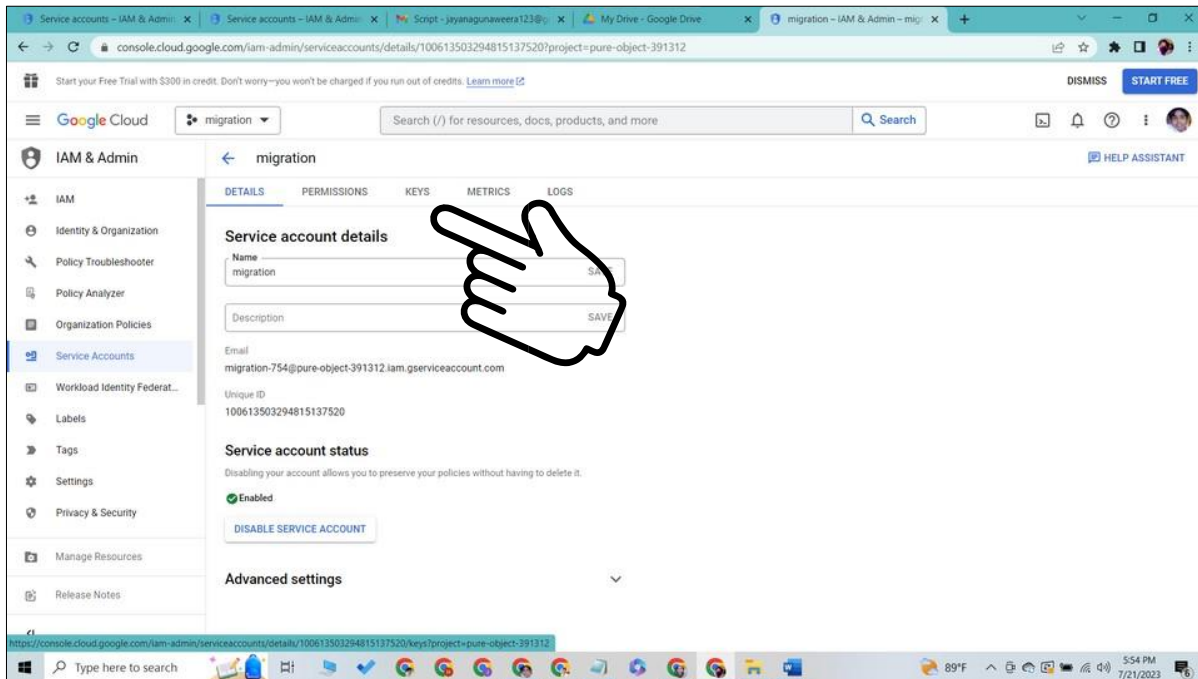 Service accounts – IAM & Admin
Service accounts – IAM & Admin
Script - jayanagunaweera123@g
My Drive - Google Drive
migration – IAM & Admin – mig
console.cloud.google.com/iam-admin/serviceaccounts/details/100613503294815137520?project=pure-object-391312
Start your Free Trial with $300 in credit. Don't worry—you won't be charged if you run out of credits. Learn more
DISMISS
START FREE
Google Cloud
migration
Search (/) for resources, docs, products, and more
Search
IAM & Admin
migration
HELP ASSISTANT
DETAILS PERMISSIONS KEYS METRICS LOGS
IAM
Identity & Organization
Policy Troubleshooter
Policy Analyzer
Organization Policies
Service Accounts
Workload Identity Federat...
Labels
Tags
Settings
Privacy & Security
Manage Resources
Release Notes
Service account details
Name
migration
Description
SAVE
Email
migration-754@pure-object-391312.iam.gserviceaccount.com
Unique ID
100613503294815137520
Service account status
Disabling your account allows you to preserve your policies without having to delete it.
Enabled
DISABLE SERVICE ACCOUNT
Advanced settings
https://console.cloud.google.com/iam-admin/serviceaccounts/details/100613503294815137520/keys?project=pure-object-391312
Type here to search
89°F
5:54 PM
7/21/2023